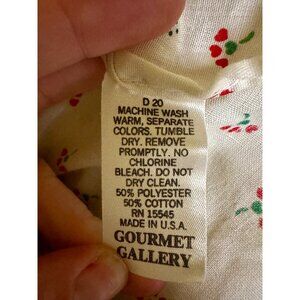 D 20
MACHINE WASH
WARM, SEPARATE
COLORS. TUMBLE
DRY. REMOVE
PROMPTLY. NO
CHLORINE
BLEACH. DO NOT
DRY CLEAN.
50% POLYESTER
50% COTTON
RN 15545
MADE IN U.S.A.
GOURMET
GALLERY